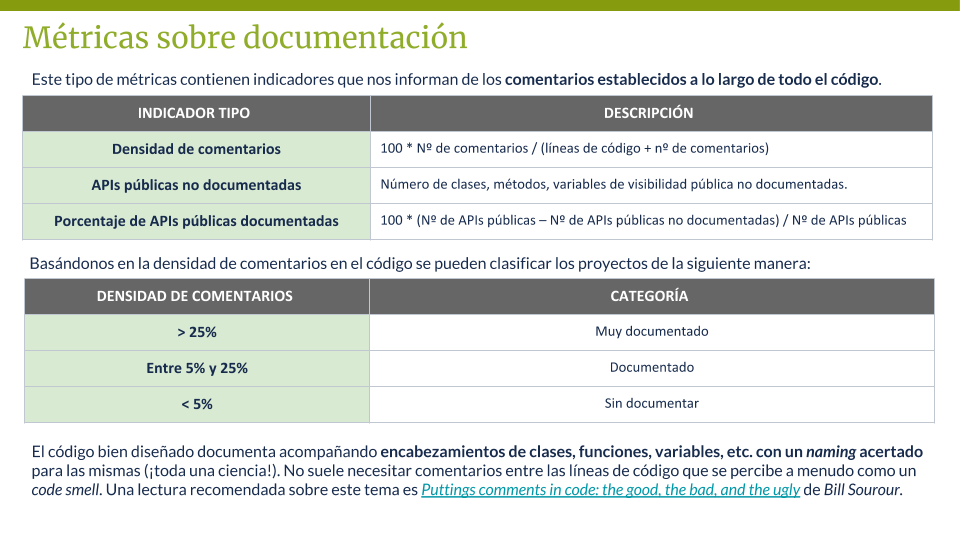 Métricas sobre documentación
Este tipo de métricas contienen indicadores que nos informan de los comentarios establecidos a lo largo de todo el código.
INDICADOR TIPO DESCRIPCIÓN
Densidad de comentarios 100 * Nº de comentarios / (líneas de código + nº de comentarios)
APIs públicas no documentadas Número de clases, métodos, variables de visibilidad pública no documentadas.
Porcentaje de APIs públicas documentadas 100 * (Nº de APIs públicas – Nº de APIs públicas no documentadas) / Nº de APIs públicas
Basándonos en la densidad de comentarios en el código se pueden clasificar los proyectos de la siguiente manera:
DENSIDAD DE COMENTARIOS CATEGORÍA
> 25% Muy documentado
Entre 5% y 25% Documentado
< 5% Sin documentar
El código bien diseñado documenta acompañando encabezamientos de clases, funciones, variables, etc. con un naming acertado
para las mismas (¡toda una ciencia!). No suele necesitar comentarios entre las líneas de código que se percibe a menudo como un
code smell. Una lectura recomendada sobre este tema es Puttings comments in code: the good, the bad, and the ugly de Bill Sourour.